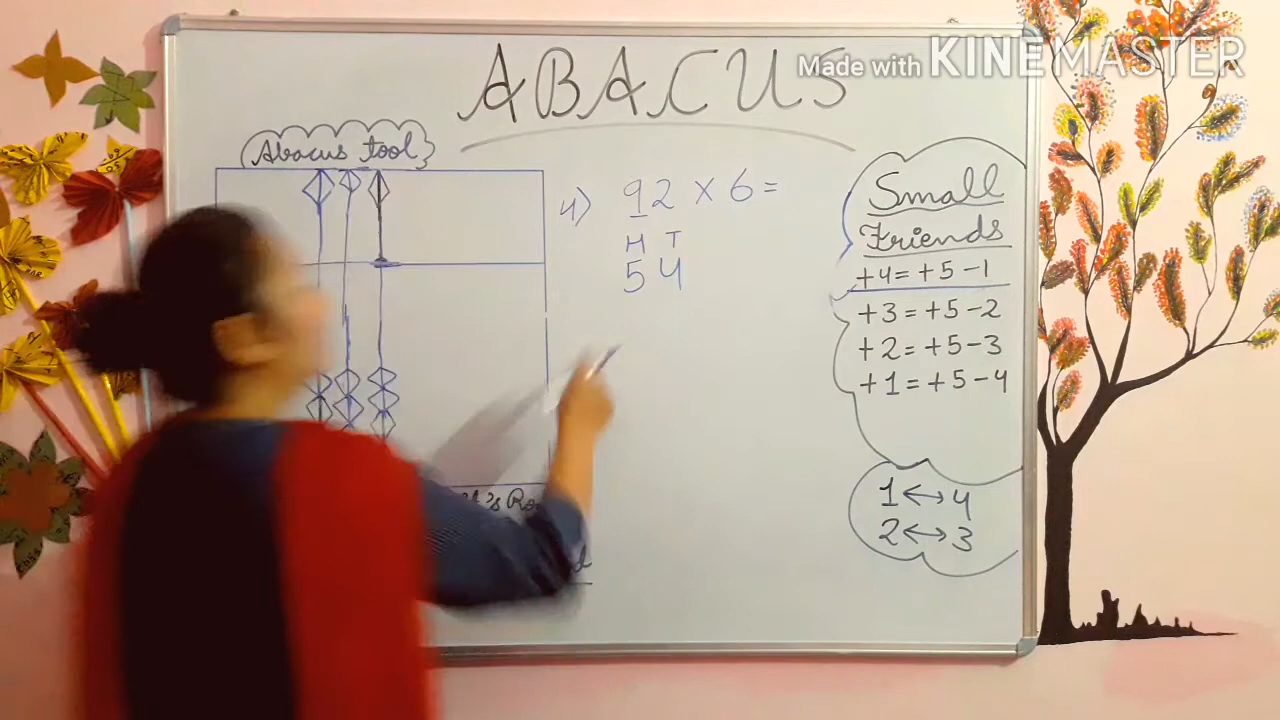 Made with KINEMASTER
ABACUS
Abacus tool
4) 92 x 6 =
H T
5 4
Small
Friends
+4=+5-1
+3=+5-2
+2=+5-3
+1=+5-4
1↔4
2↔3